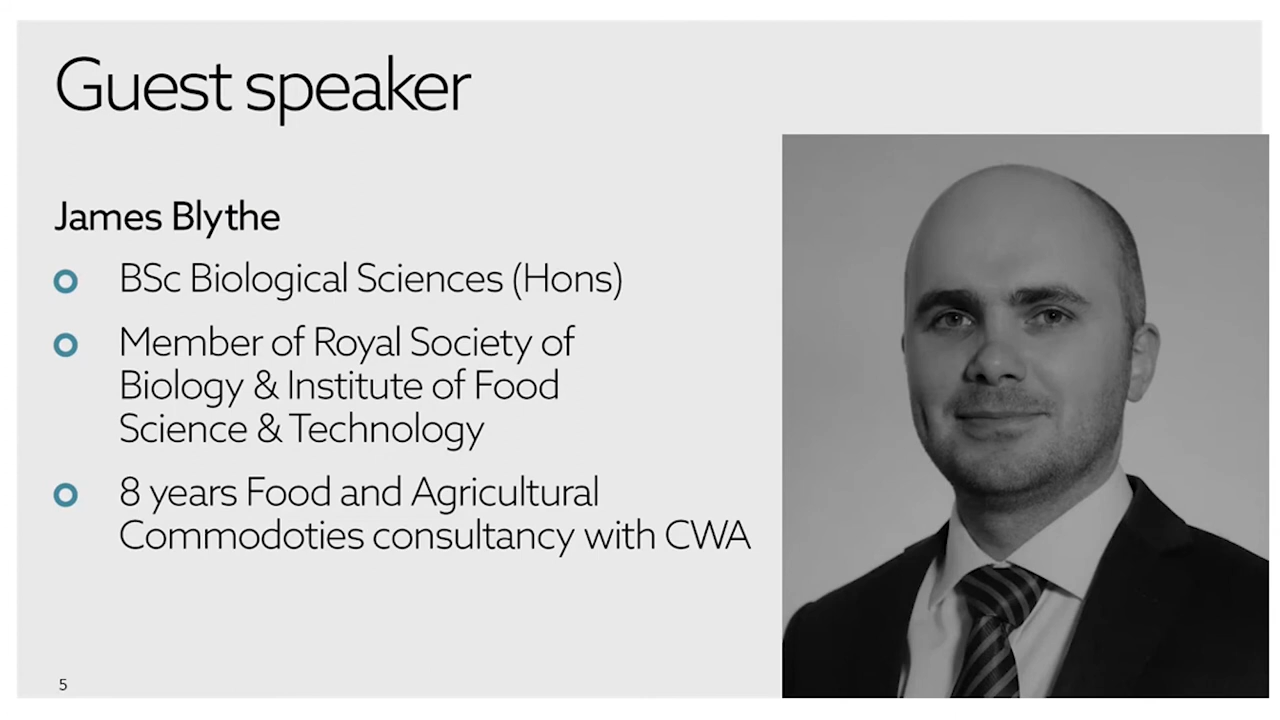 Guest speaker
James Blythe
BSc Biological Sciences (Hons)
Member of Royal Society of
Biology & Institute of Food
Science & Technology
8 years Food and Agricultural
Commodoties consultancy with CWA
5